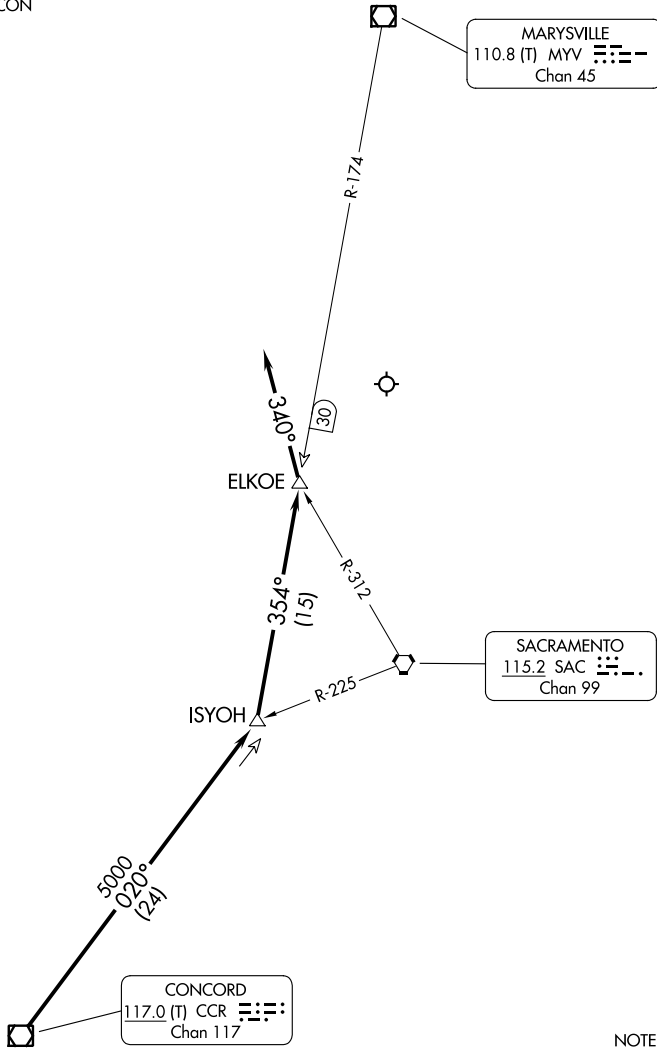 CON
MARYSVILLE
110.8 (T) MYV
Chan 45
R-174
340°
30
ELKOE
R-312
354°
(15)
SACRAMENTO
115.2 SAC
Chan 99
R-225
ISYOH
5000
020°
(24)
CONCORD
117.0 (T) CCR
Chan 117
NOTE